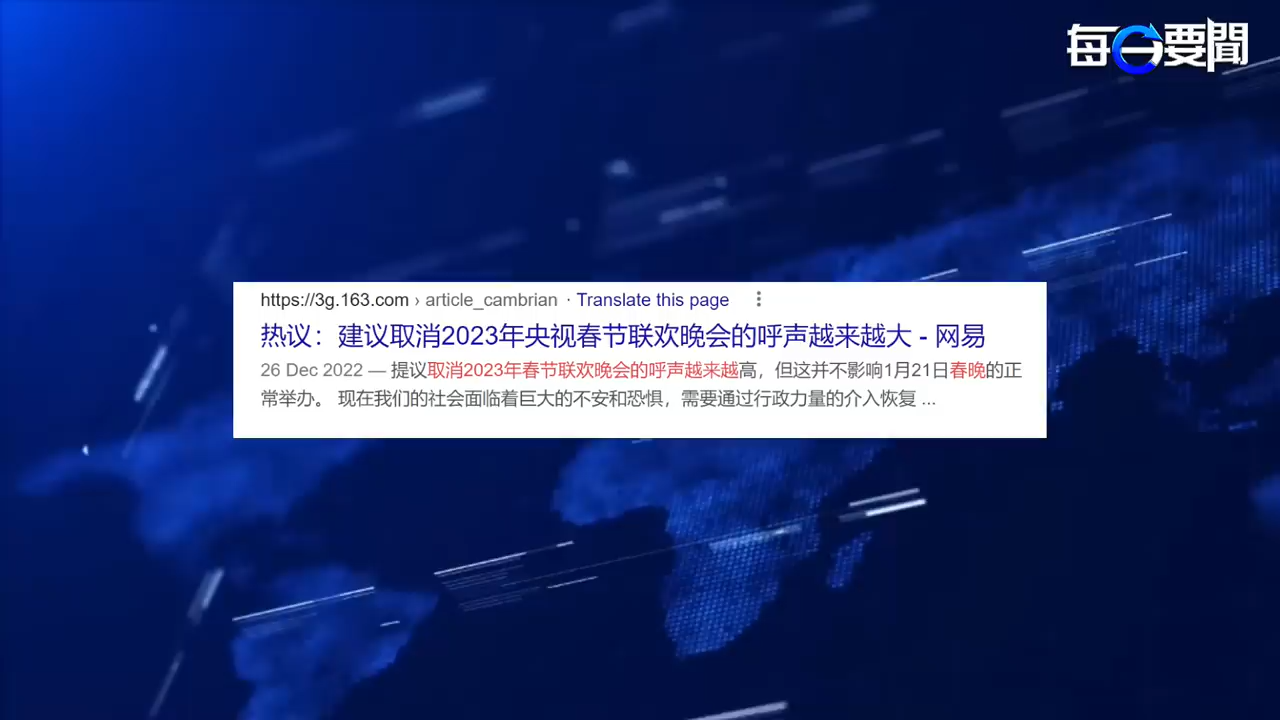 每日要聞
https://3g.163.com › article_cambrian · Translate this page
热议：建议取消2023年央视春节联欢晚会的呼声越来越大 - 网易
26 Dec 2022 — 提议取消2023年春节联欢晚会的呼声越来越高，但这并不影响1月21日春晚的正
常举办。 现在我们的社会面临着巨大的不安和恐惧，需要通过行政力量的介入恢复 ...